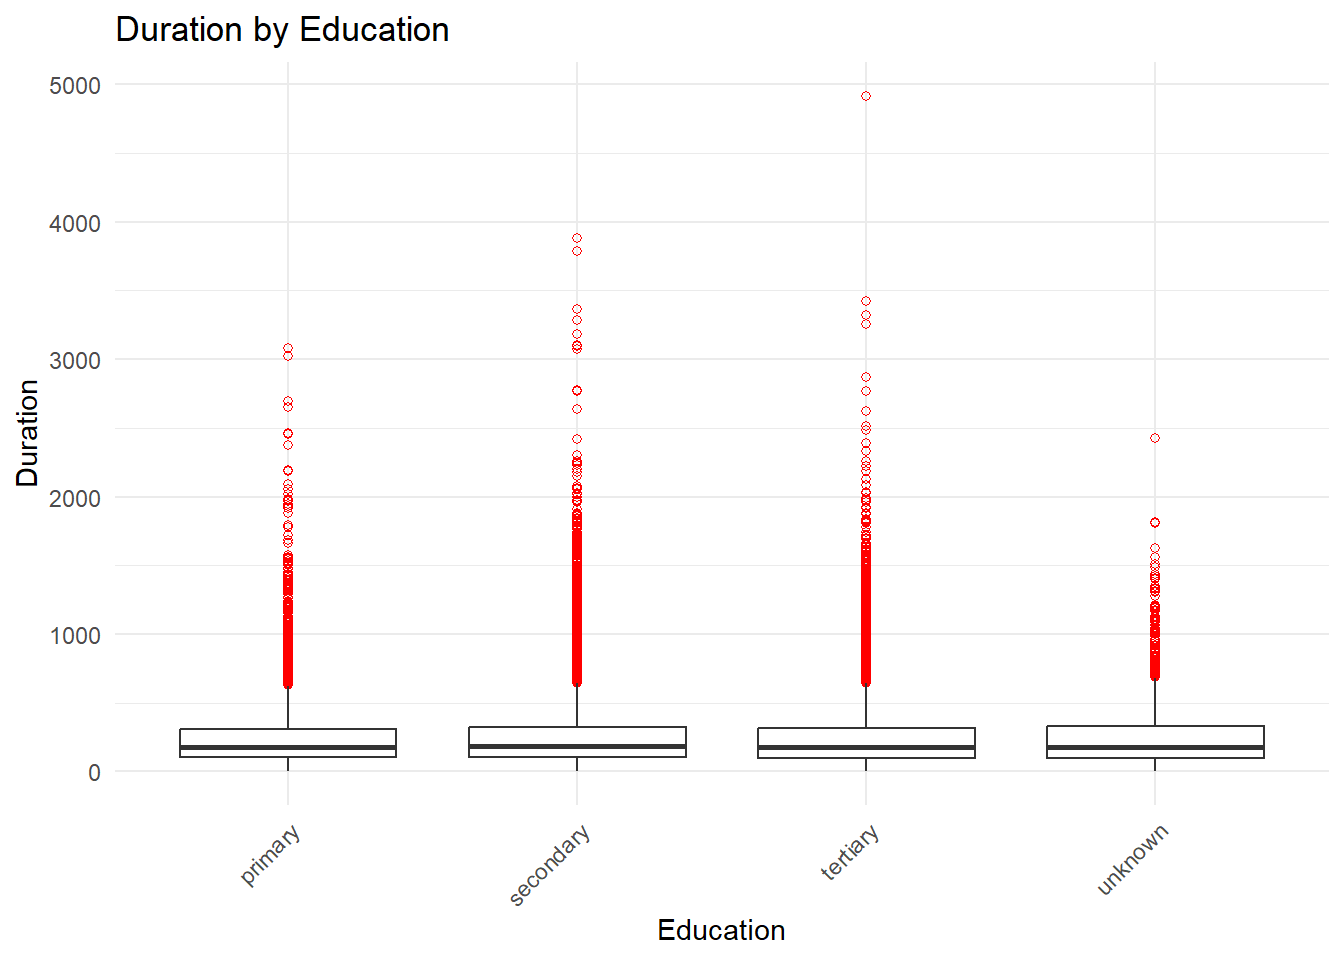 Duration by Education
5000
4000
3000
2000
1000
0
Duration
primary
secondary
tertiary
unknown
Education